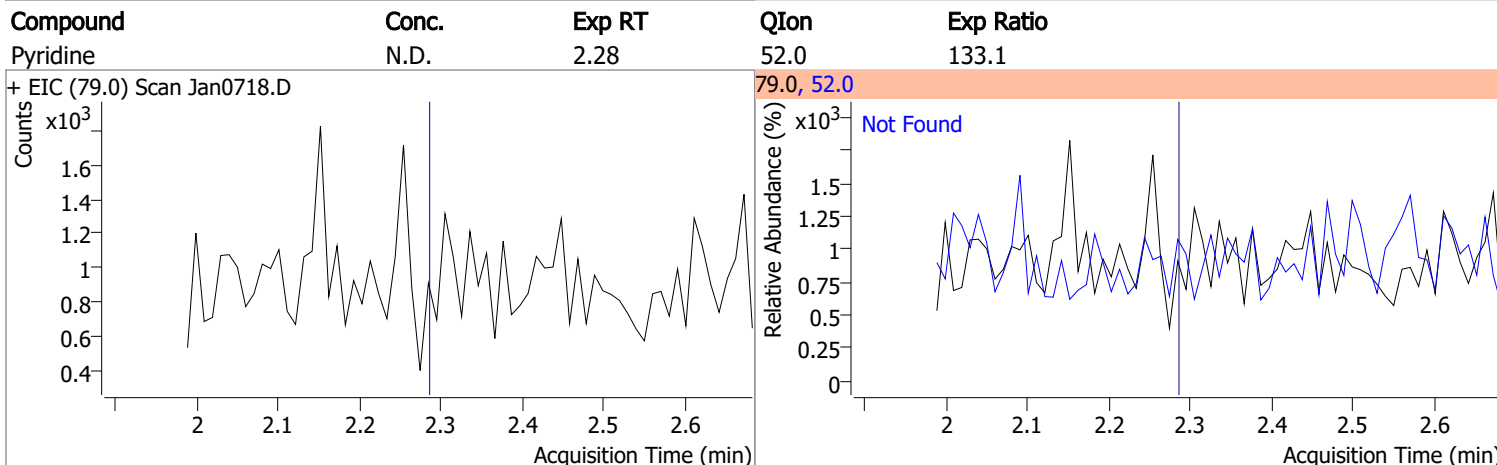 Compound Conc. Exp RT QIon Exp Ratio
Pyridine N.D. 2.28 52.0 133.1
+ EIC (79.0) Scan Jan0718.D
Counts
x10³
1.6
1.4
1.2
1
0.8
0.6
0.4
2 2.1 2.2 2.3 2.4 2.5 2.6
Acquisition Time (min)
79.0, 52.0
Relative Abundance (%)
x10³
Not Found
1.5
1.25
1
0.75
0.5
0.25
0
2 2.1 2.2 2.3 2.4 2.5 2.6
Acquisition Time (min)